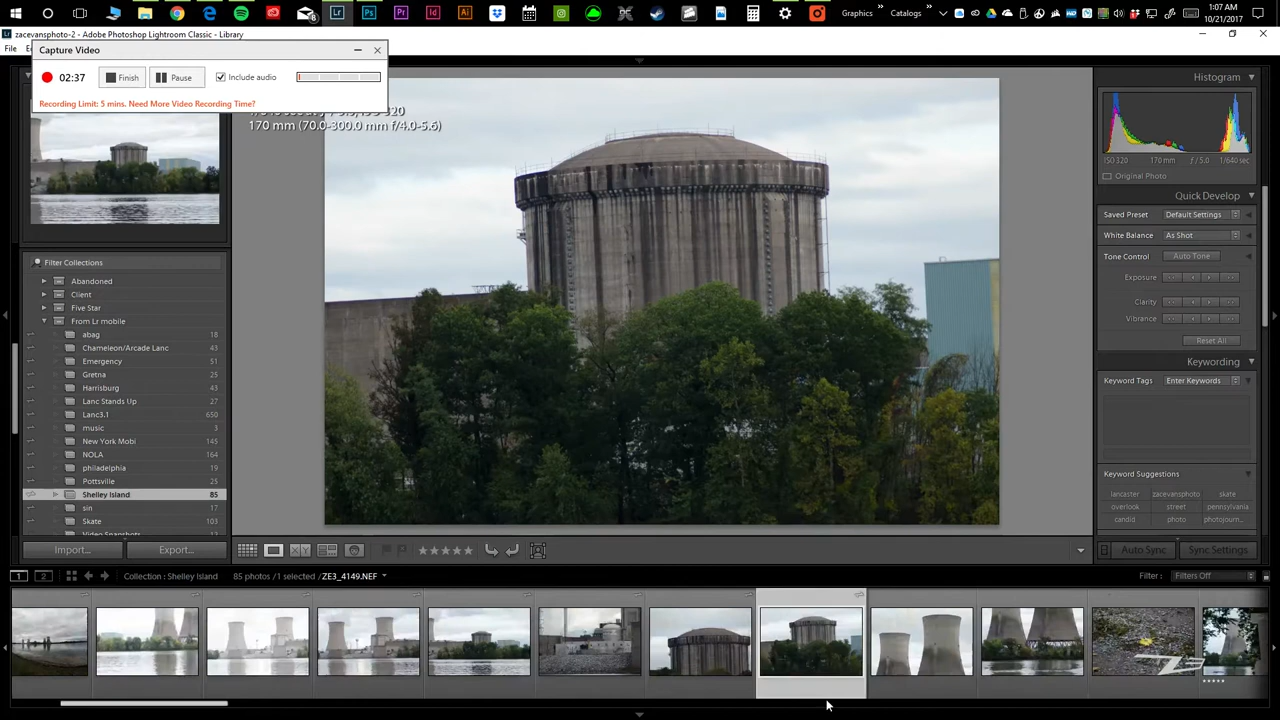 Graphics »
Catalogs »
1:07 AM
10/21/2017
zacevansphoto-2 - Adobe Photoshop Lightroom Classic - Library
File
Capture Video
02:37
Finish
Pause
Include audio
Recording Limit: 5 mins. Need More Video Recording Time?
170 mm (70.0-300.0 mm f/4.0-5.6)
Histogram
ISO 320 170 mm ƒ / 5.0 1/640 sec
Original Photo
Quick Develop
Saved Preset Default Settings
White Balance As Shot
Tone Control Auto Tone
Exposure
Clarity
Vibrance
Reset All
Keywording
Keyword Tags Enter Keywords
Keyword Suggestions
lancaster zacevansphoto skate
overlook street pennsylvania
candid photo photojourn...
Filter Collections
Abandoned
Client
Five Star
From Lr mobile
abag 18
Chameleon/Arcade Lanc 43
Emergency 51
Gretna 25
Harrisburg 43
Lanc Stands Up 27
Lanc3.1 650
music 3
New York Mobi 145
NOLA 164
philadelphia 19
Pottsville 25
Shelley Island 85
sin 17
Skate 103
Video Snapshots
Import...
Export...
Auto Sync
Sync Settings
1 2
Collection : Shelley Island
85 photos / 1 selected / ZE3_4149.NEF
Filter :
Filters Off